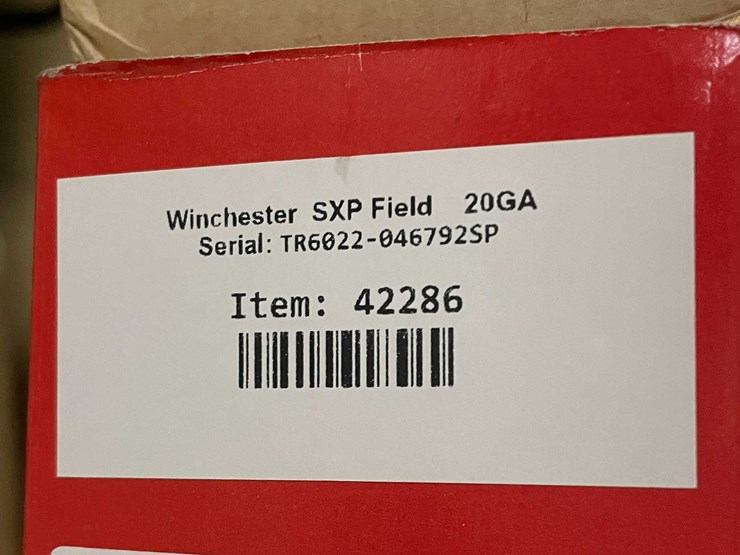 Winchester SXP Field 20GA
Serial: TR6022-046792SP
Item: 42286